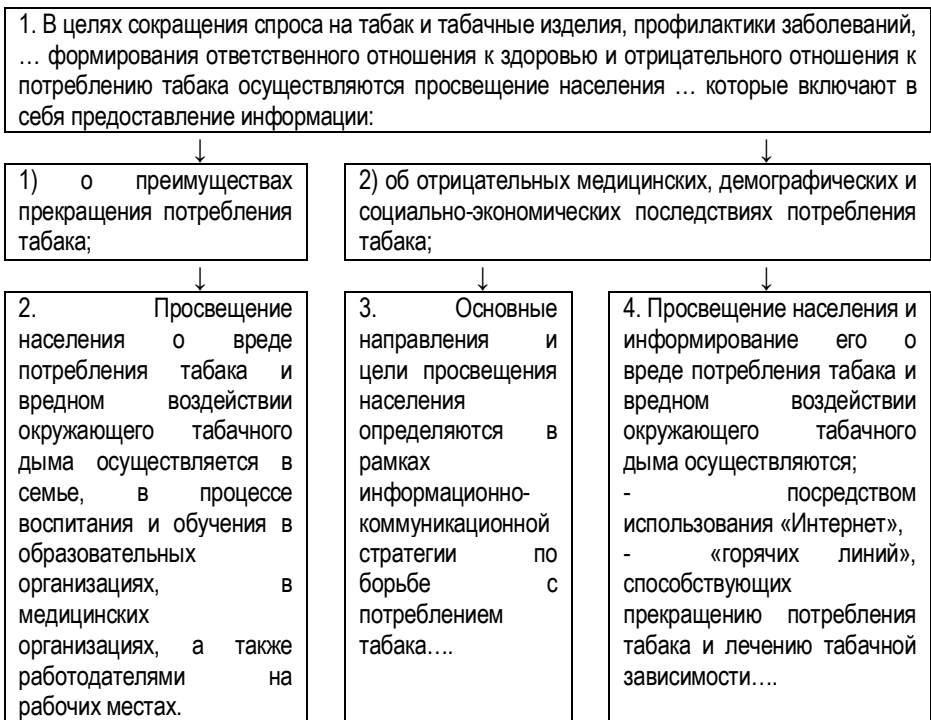 1. В целях сокращения спроса на табак и табачные изделия, профилактики заболеваний,
… формирования ответственного отношения к здоровью и отрицательного отношения к
потреблению табака осуществляются просвещение населения … которые включают в
себя предоставление информации:
↓ ↓
1) о преимуществах
прекращения потребления
табака;
2) об отрицательных медицинских, демографических и
социально-экономических последствиях потребления
табака;
↓ ↓ ↓
2. Просвещение
населения о вреде
потребления табака и
вредном воздействии
окружающего табачного
дыма осуществляется в
семье, в процессе
воспитания и обучения в
образовательных
организациях, в
медицинских
организациях, а также
работодателями на
рабочих местах.
3. Основные
направления и
цели просвещения
населения
определяются в
рамках
информационно-
коммуникационной
стратегии по
борьбе с
потреблением
табака….
4. Просвещение населения и
информирование его о
вреде потребления табака и
вредном воздействии
окружающего табачного
дыма осуществляются;
- посредством
использования «Интернет»,
- «горячих линий»,
способствующих
прекращению потребления
табака и лечению табачной
зависимости….